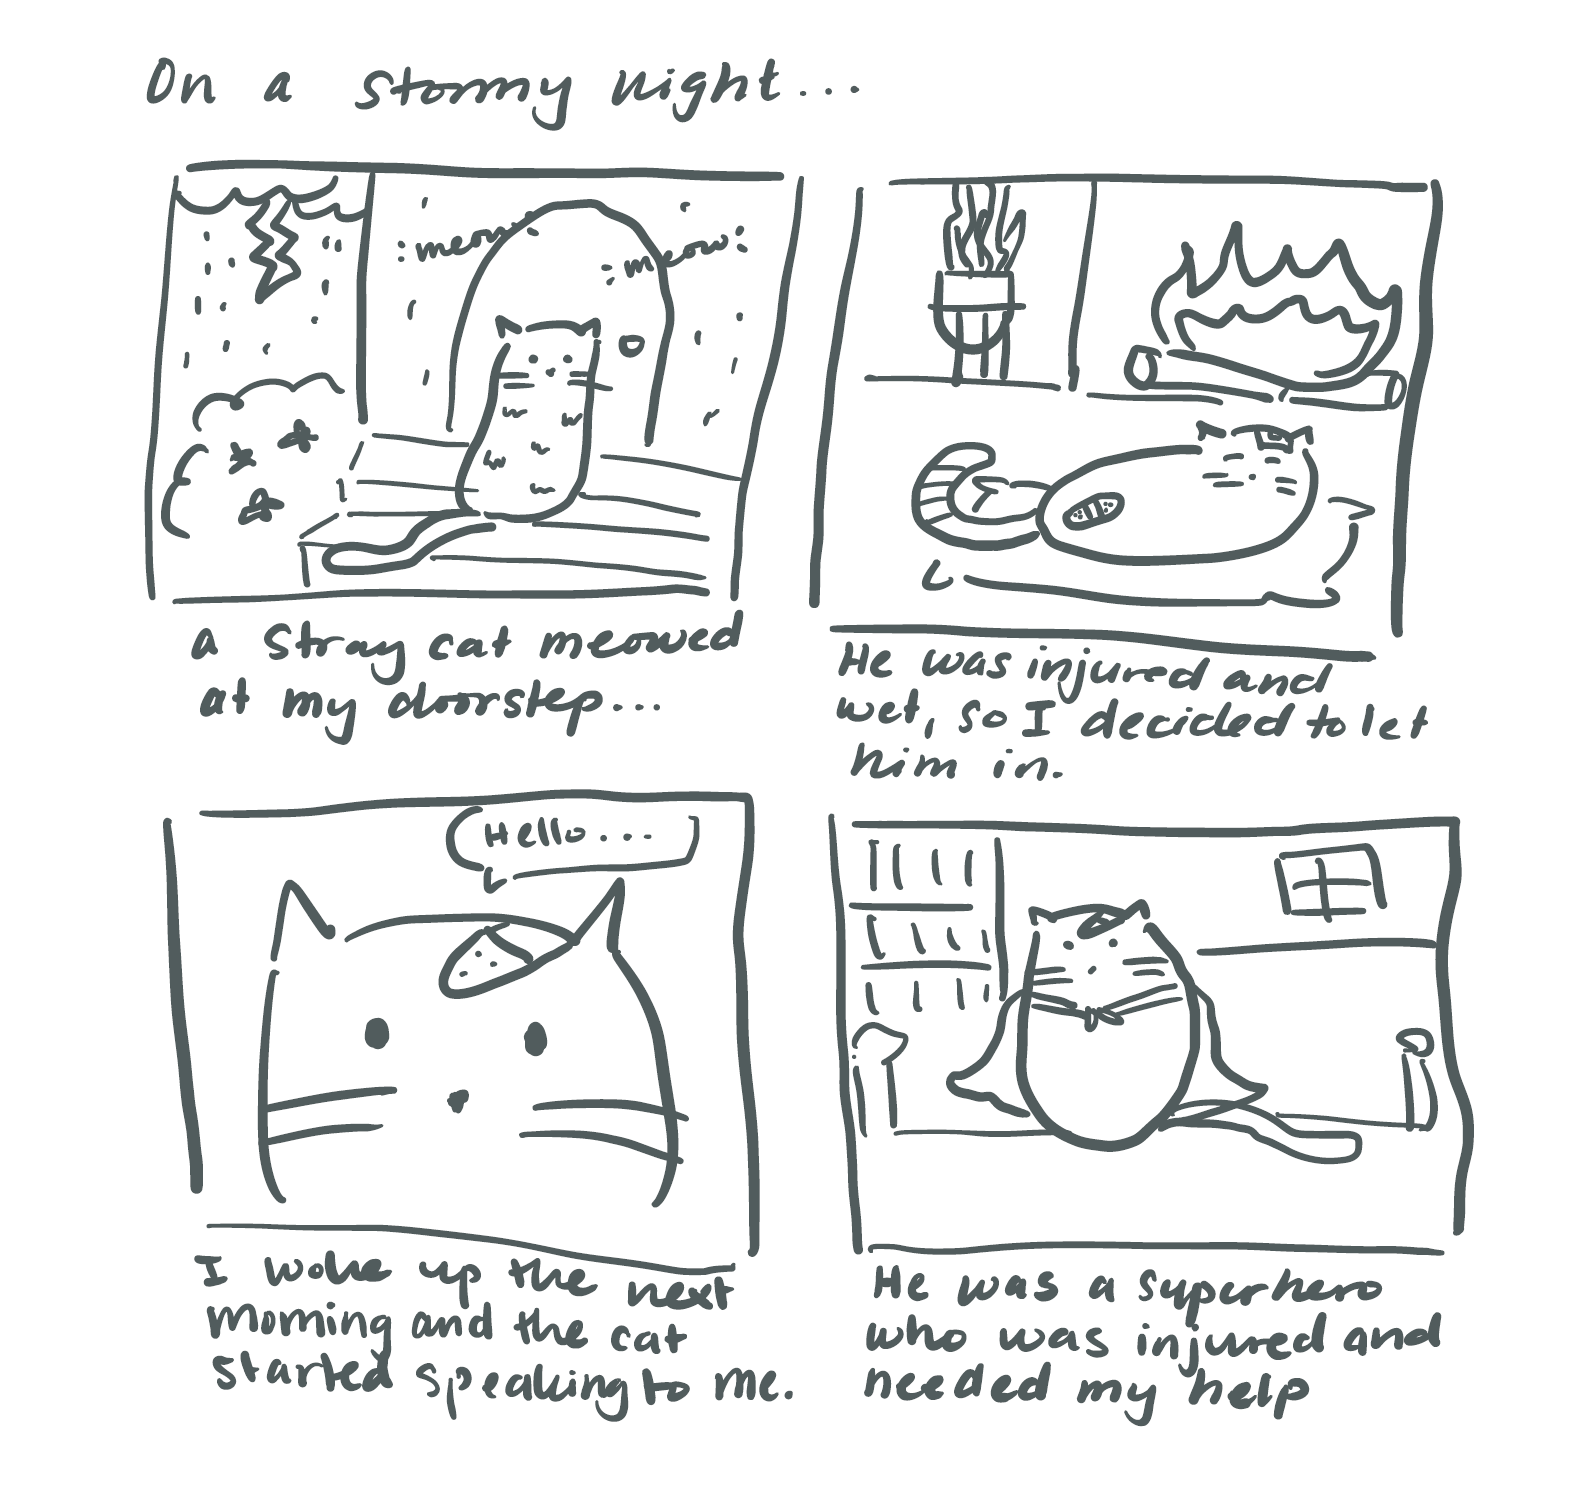 On a stormy night...
: meow :
: meow :
a stray cat meowed
at my doorstep...
He was injured and
wet, so I decided to let
him in.
Hello...
I woke up the next
morning and the cat
started speaking to me.
He was a superhero
who was injured and
needed my help